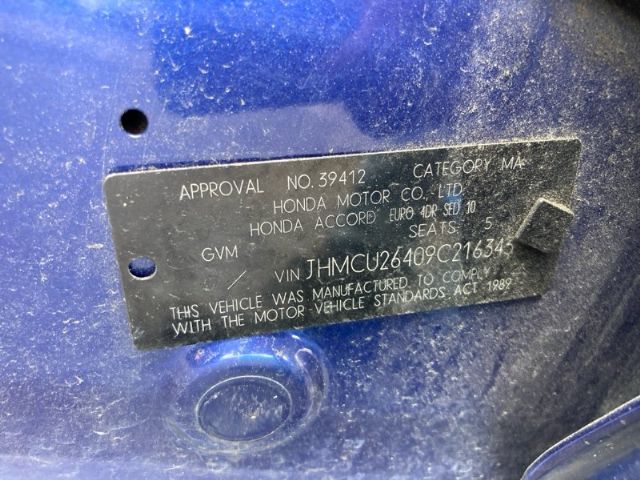 APPROVAL NO. 39412 CATEGORY MA
HONDA MOTOR CO., LTD.
HONDA ACCORD EURO 4DR SED 10
SEATS: 5
GVM
/ VIN JHMCU26409C216343
THIS VEHICLE WAS MANUFACTURED TO COMPLY
WITH THE MOTOR VEHICLE STANDARDS ACT 1989